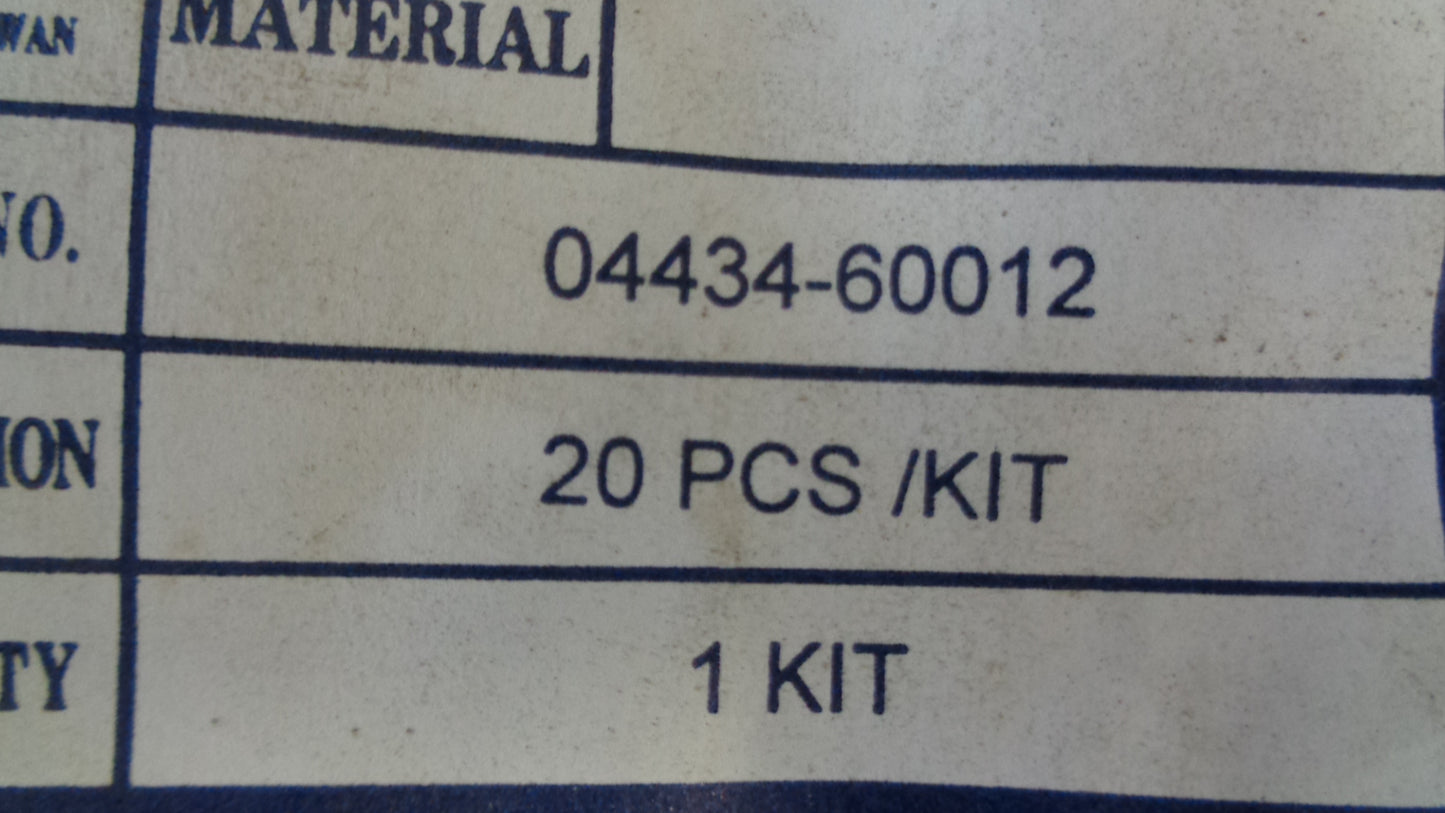 WAN MATERIAL
NO. 04434-60012
ION 20 PCS /KIT
TY 1 KIT